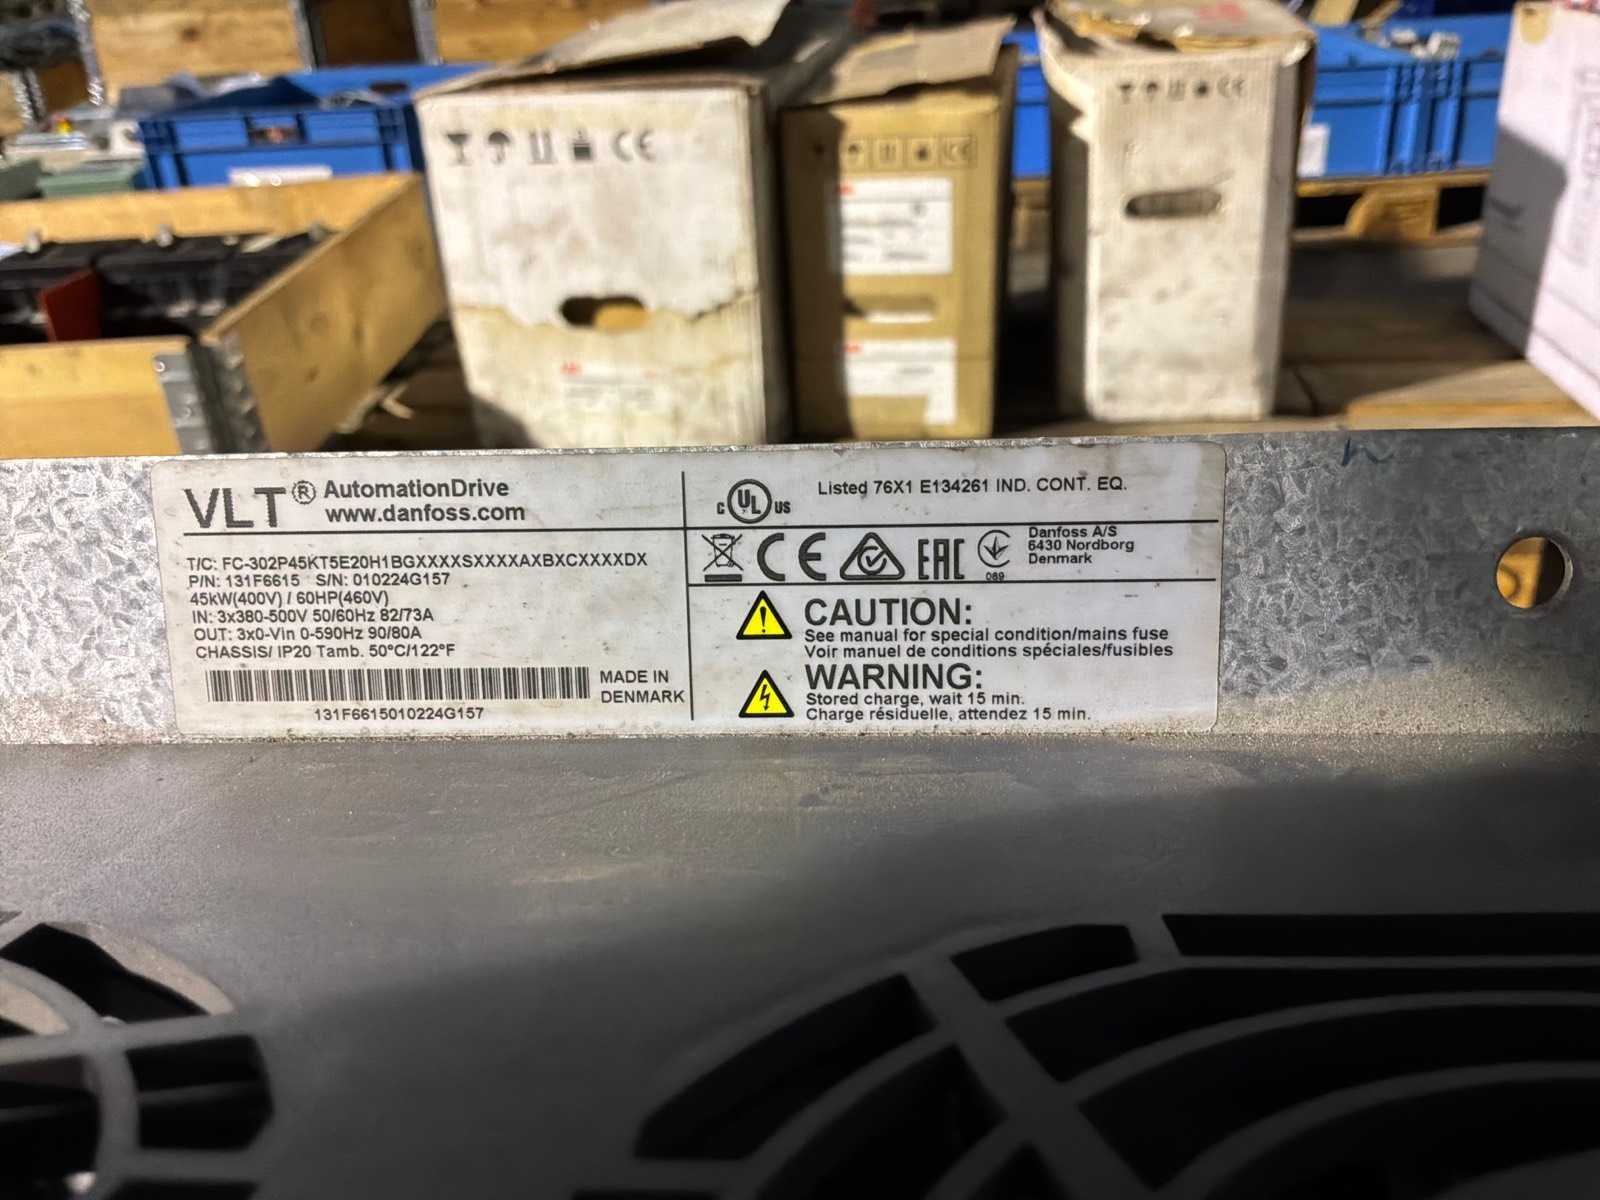 VLT® AutomationDrive
www.danfoss.com
T/C: FC-302P45KT5E20H1BGXXXXSXXXXAXBXCXXXXDX
P/N: 131F6615 S/N: 010224G157
45kW(400V) / 60HP(460V)
IN: 3x380-500V 50/60Hz 82/73A
OUT: 3x0-Vin 0-590Hz 90/80A
CHASSIS/ IP20 Tamb. 50°C/122°F
MADE IN
DENMARK
131F6615010224G157
C UL US
Listed 76X1 E134261 IND. CONT. EQ.
CE
EAC
089
Danfoss A/S
6430 Nordborg
Denmark
CAUTION:
See manual for special condition/mains fuse
Voir manuel de conditions spéciales/fusibles
WARNING:
Stored charge, wait 15 min.
Charge résiduelle, attendez 15 min.
CE
CE
CE